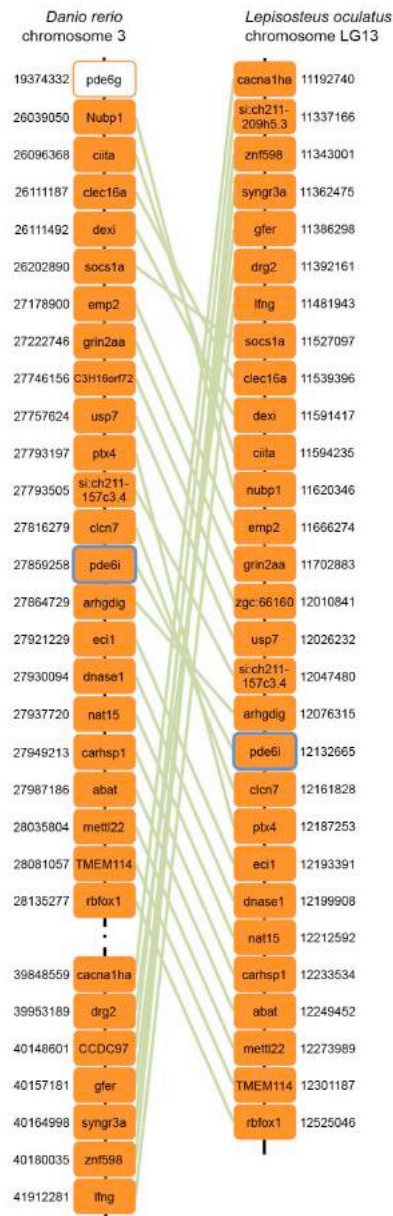 Danio rerio
chromosome 3
Lepisosteus oculatus
chromosome LG13
19374332 pde6g
26039050 Nubp1
26096368 ciita
26111187 clec16a
26111492 dexi
26202890 socs1a
27178900 emp2
27222746 grin2aa
27746156 C3H16orf72
27757624 usp7
27793197 ptx4
27793505 si:ch211-
157c3.4
27816279 clcn7
27859258 pde6i
27864729 arhgdig
27921229 eci1
27930094 dnase1
27937720 nat15
27949213 carhsp1
27987186 abat
28035804 mettl22
28081057 TMEM114
28135277 rbfox1
39848559 cacna1ha
39953189 drg2
40148601 CCDC97
40157181 gfer
40164998 syngr3a
40180035 znf598
41912281 lfng
cacna1ha 11192740
si:ch211-
209h5.3 11337166
znf598 11343001
syngr3a 11362475
gfer 11386298
drg2 11392161
lfng 11481943
socs1a 11527097
clec16a 11539396
dexi 11591417
ciita 11594235
nubp1 11620346
emp2 11666274
grin2aa 11702883
zgc:66160 12010841
usp7 12026232
si:ch211-
157c3.4 12047480
arhgdig 12076315
pde6i 12132665
clcn7 12161828
ptx4 12187253
eci1 12193391
dnase1 12199908
nat15 12212592
carhsp1 12233534
abat 12249452
mettl22 12273989
TMEM114 12301187
rbfox1 12525046